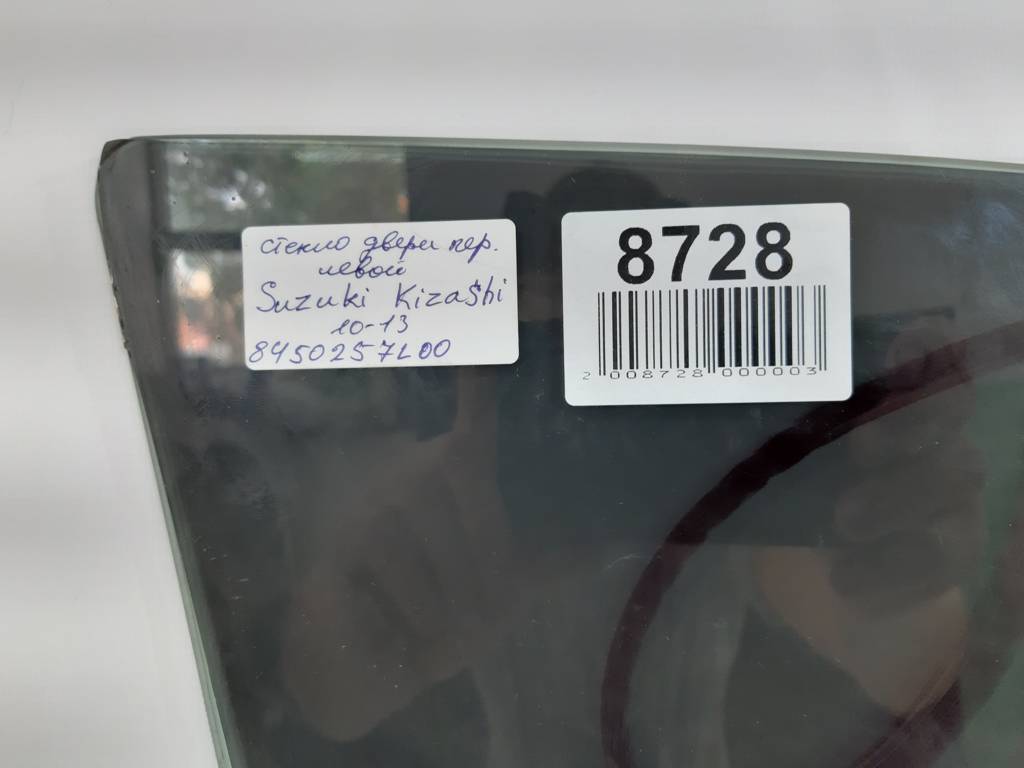 стекло двери пер.
левой
Suzuki Kizashi
10-13
8450257L00
8728
2 008728 000003